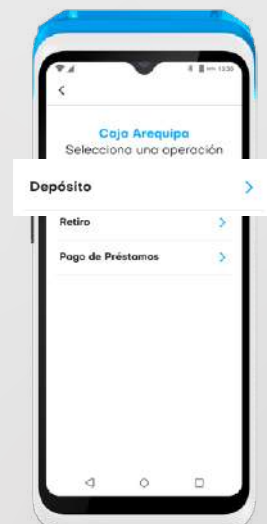 Caja Arequipa
Selecciona una operación
Depósito
Retiro
Pago de Préstamos